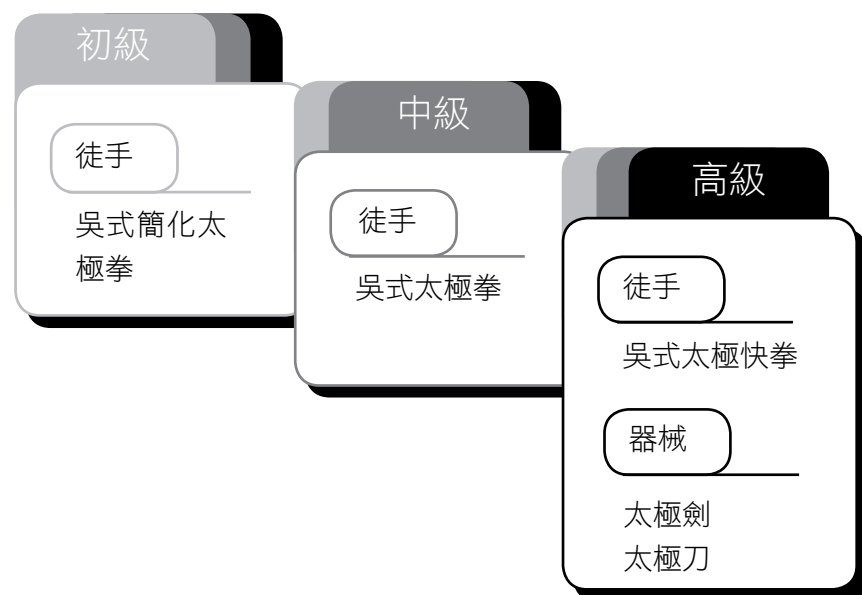 初級
徒手
吳式簡化太
極拳
中級
徒手
吳式太極拳
高級
徒手
吳式太極快拳
器械
太極劍
太極刀